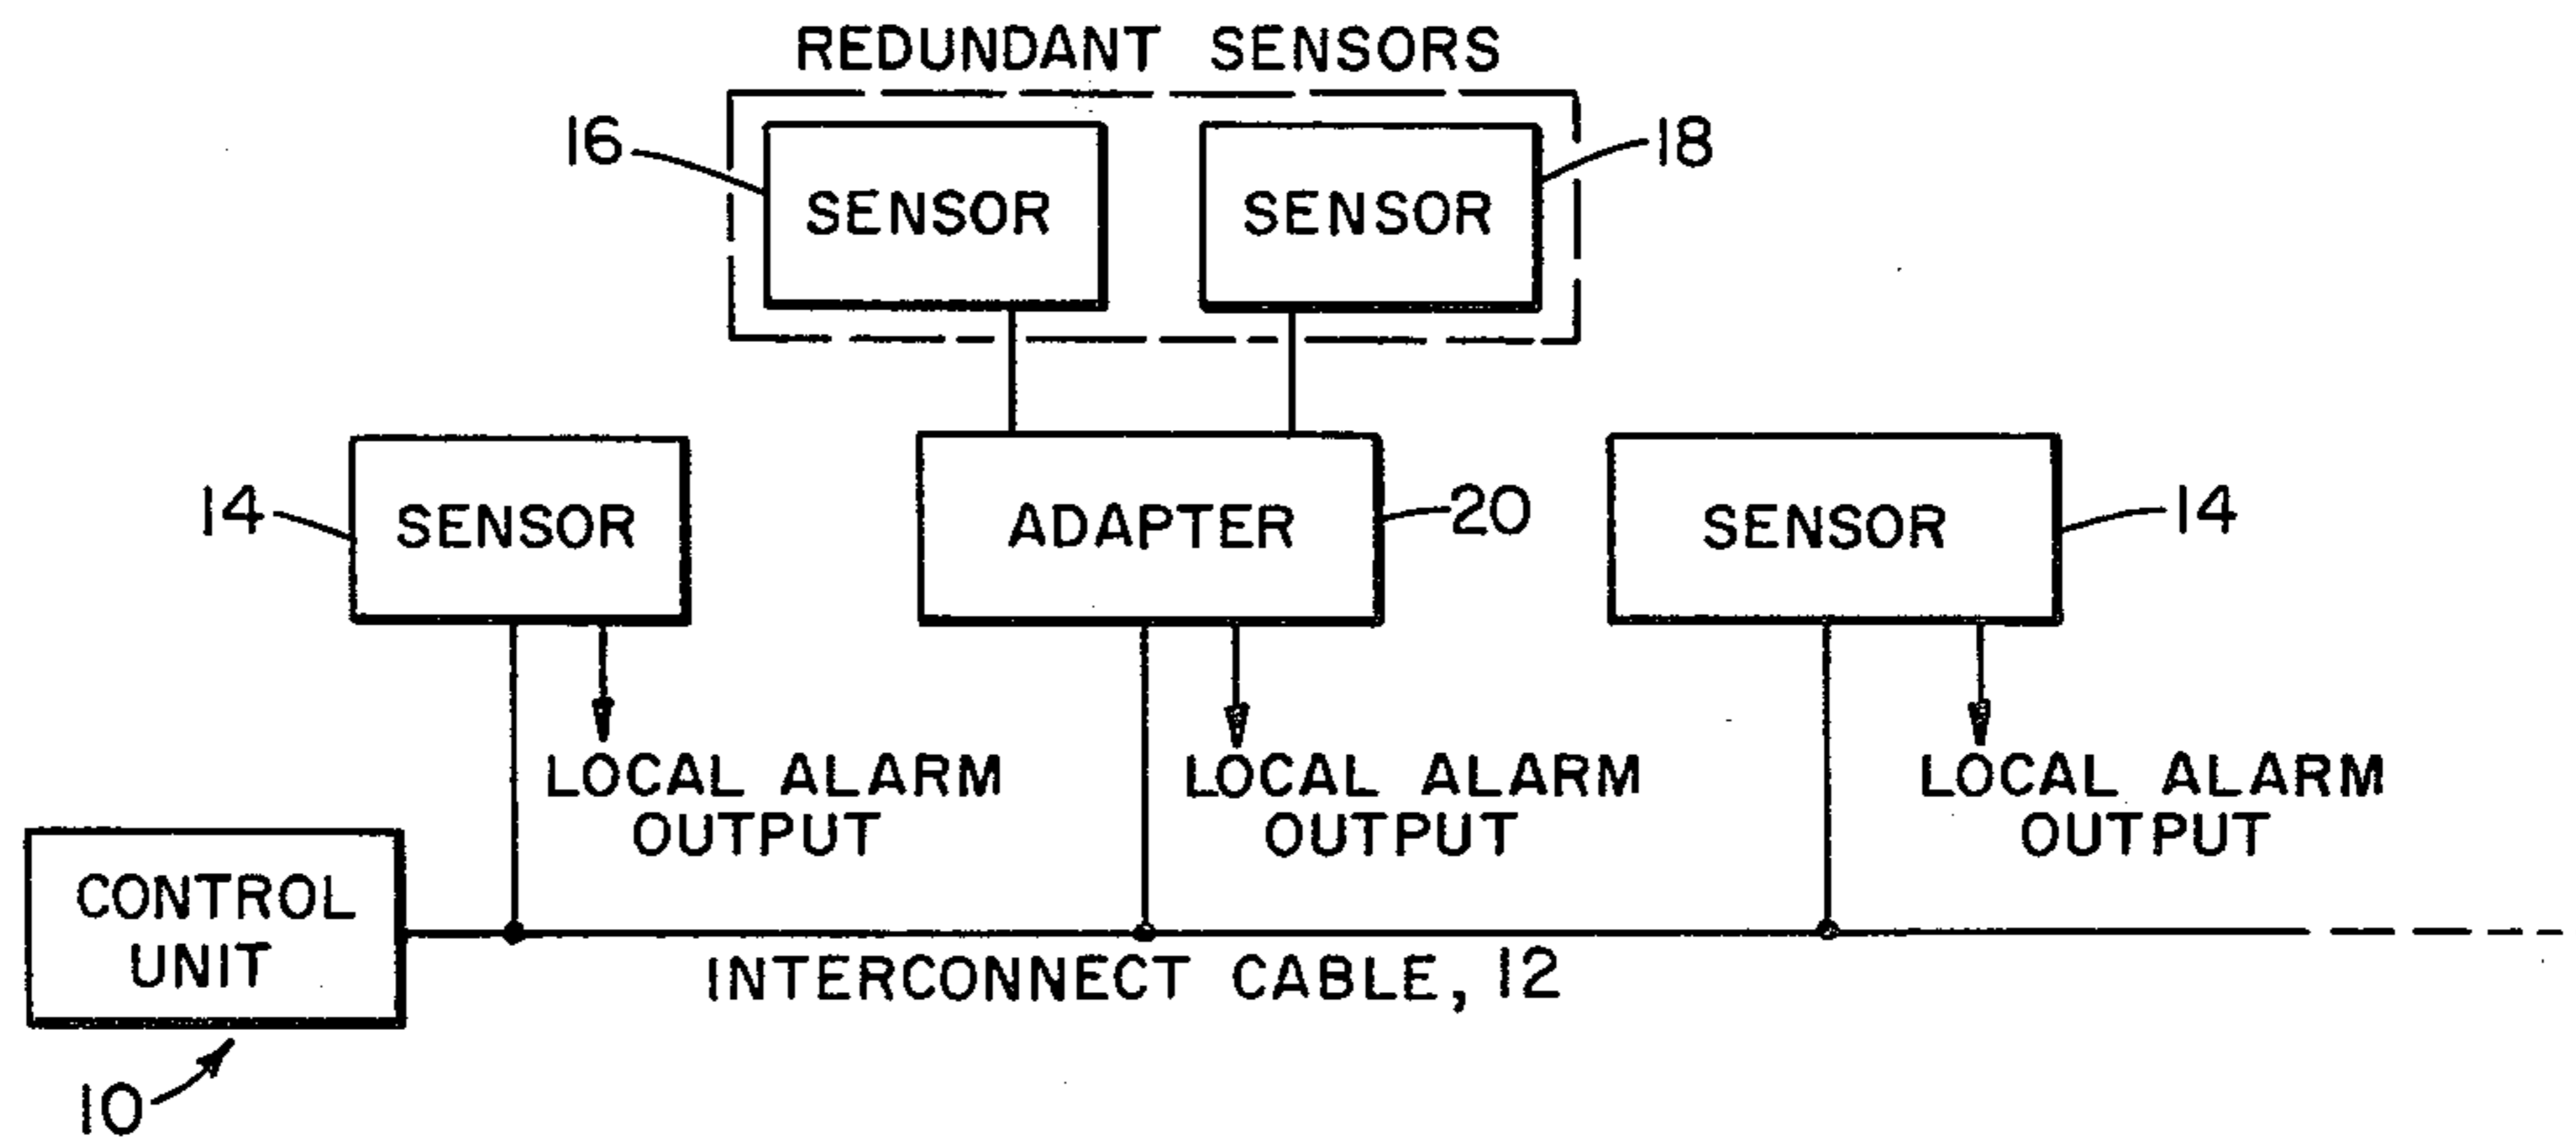 REDUNDANT SENSORS
16
18
SENSOR
SENSOR
14
SENSOR
ADAPTER
20
SENSOR
14
LOCAL ALARM
OUTPUT
LOCAL ALARM
OUTPUT
LOCAL ALARM
OUTPUT
CONTROL
UNIT
INTERCONNECT CABLE, 12
10